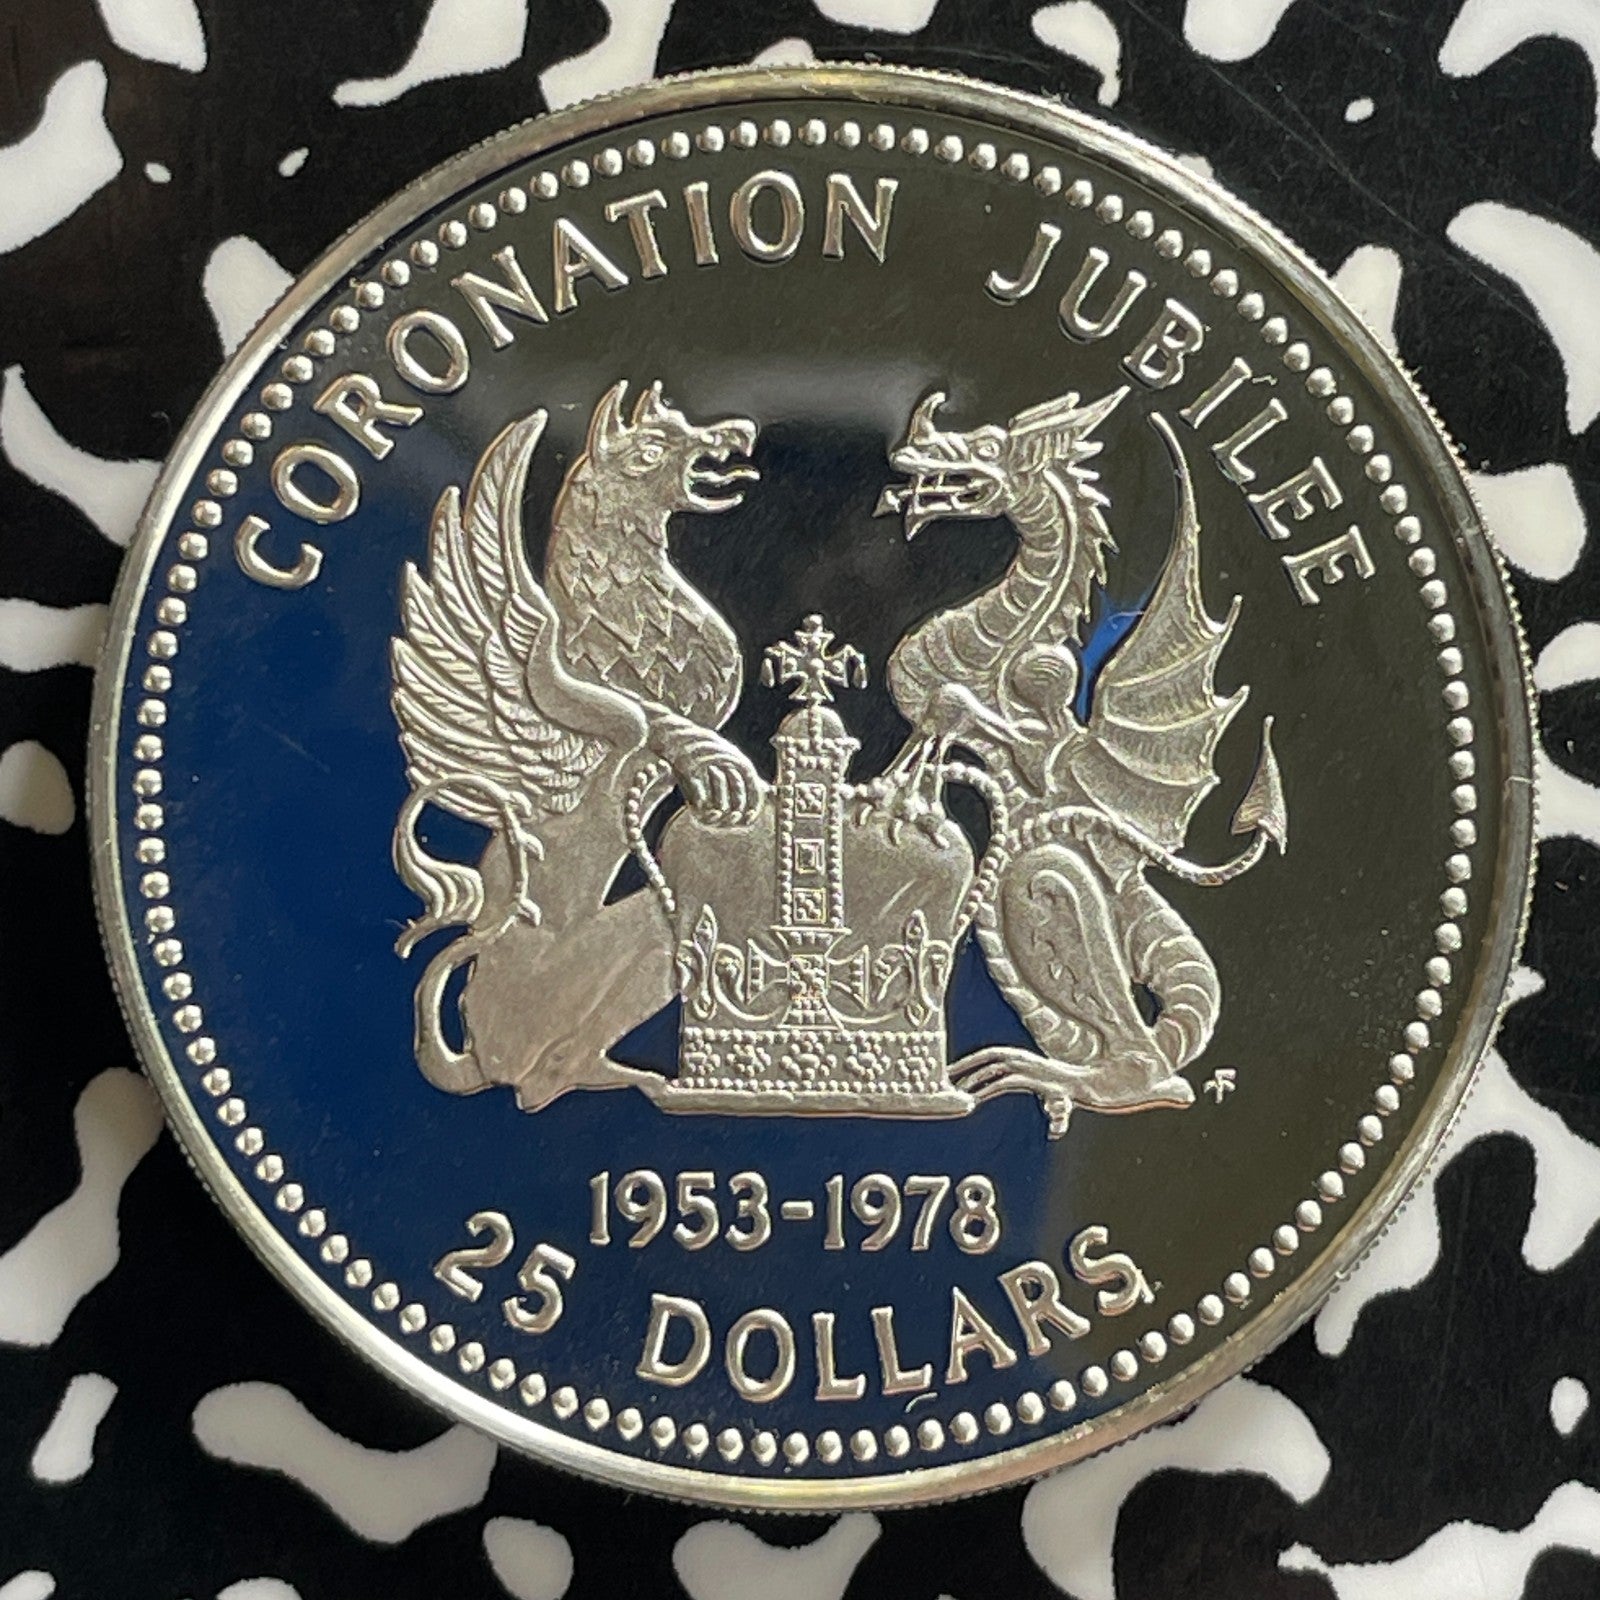 CORONATION JUBILEE
1953-1978
25 DOLLARS